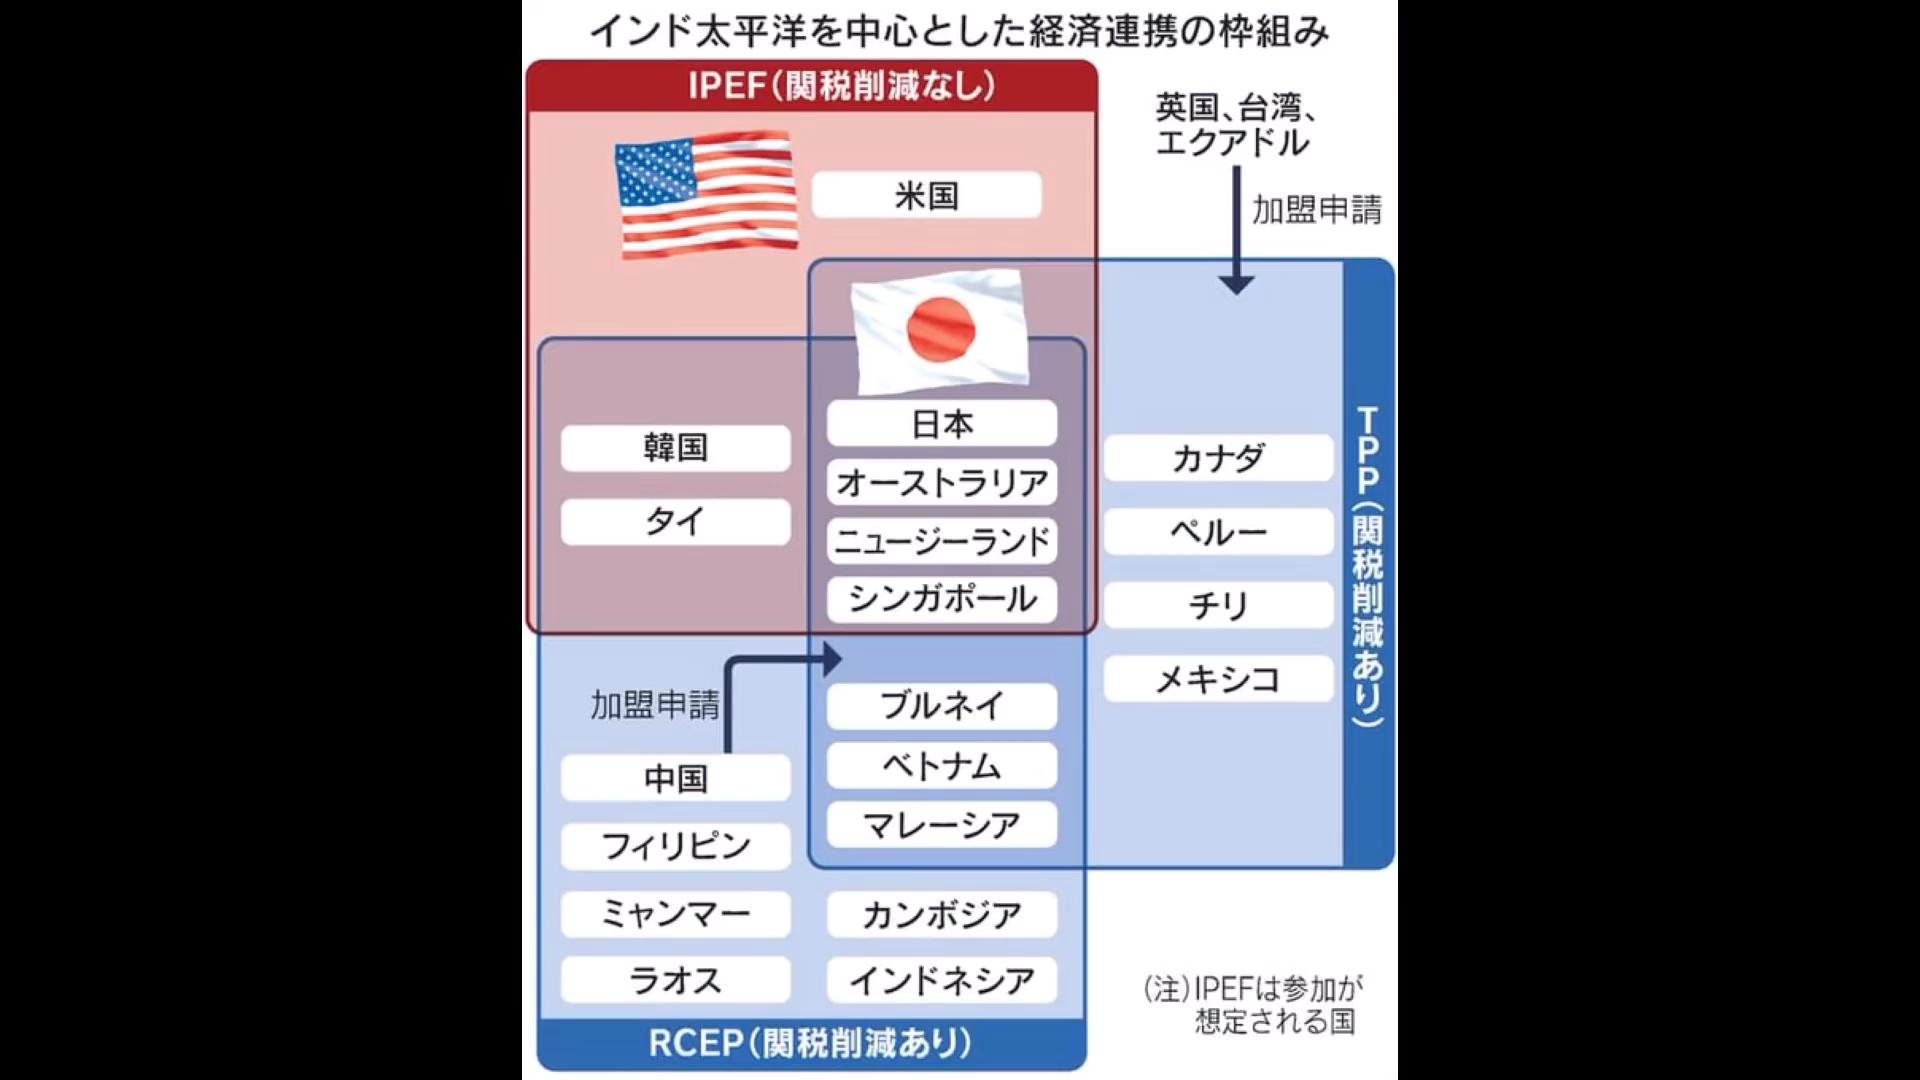 インド太平洋を中心とした経済連携の枠組み
IPEF(関税削減なし)
英国、台湾、
エクアドル
加盟申請
米国
日本
オーストラリア
ニュージーランド
シンガポール
韓国
タイ
カナダ
ペルー
チリ
メキシコ
TPP(関税削減あり)
加盟申請
ブルネイ
ベトナム
マレーシア
中国
フィリピン
ミャンマー
カンボジア
ラオス
インドネシア
RCEP(関税削減あり)
(注)IPEFは参加が
想定される国